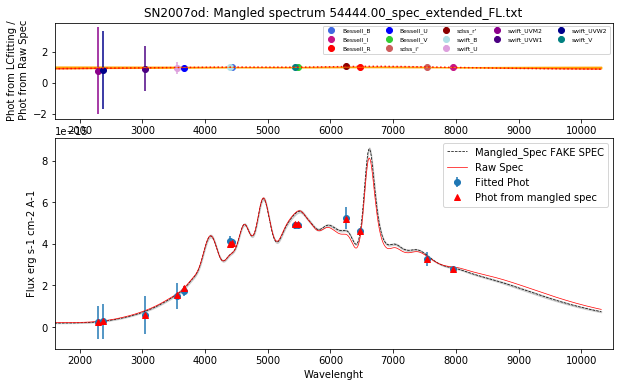 SN2007od: Mangled spectrum 54444.00_spec_extended_FL.txt
Phot from LCfitting /
Phot from Raw Spec
2
0
−2
Bessell_B
Bessell_I
Bessell_R
Bessell_U
Bessell_V
sdss_i'
sdss_r'
swift_B
swift_U
swift_UVM2
swift_UVW1
swift_UVW2
swift_V
2000 3000 4000 5000 6000 7000 8000 9000 10000
Flux erg s-1 cm-2 A-1
8
6
4
2
0
Mangled_Spec FAKE SPEC
Raw Spec
Fitted Phot
Phot from mangled spec
2000 3000 4000 5000 6000 7000 8000 9000 10000
Wavelenght